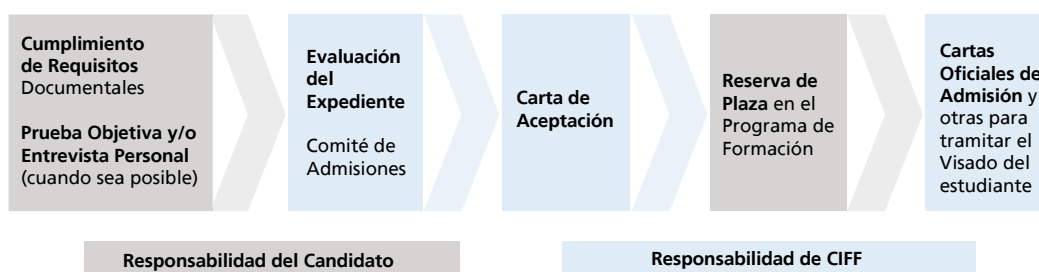 Cumplimiento
de Requisitos
Documentales
Prueba Objetiva y/o
Entrevista Personal
(cuando sea posible)
Evaluación
del
Expediente
Comité de
Admisiones
Carta de
Aceptación
Reserva de
Plaza en el
Programa de
Formación
Cartas
Oficiales de
Admisión y
otras para
tramitar el
Visado del
estudiante
Responsabilidad del Candidato
Responsabilidad de CIFF